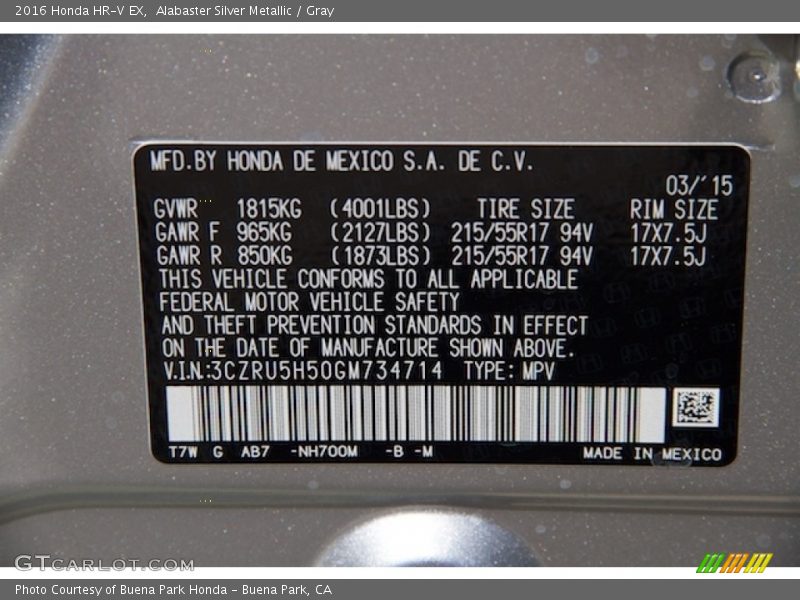 2016 Honda HR-V EX, Alabaster Silver Metallic / Gray
MFD.BY HONDA DE MEXICO S.A. DE C.V.
03/'15
GVWR 1815KG (4001LBS) TIRE SIZE RIM SIZE
GAWR F 965KG (2127LBS) 215/55R17 94V 17X7.5J
GAWR R 850KG (1873LBS) 215/55R17 94V 17X7.5J
THIS VEHICLE CONFORMS TO ALL APPLICABLE
FEDERAL MOTOR VEHICLE SAFETY
AND THEFT PREVENTION STANDARDS IN EFFECT
ON THE DATE OF MANUFACTURE SHOWN ABOVE.
V.I.N:3CZRU5H50GM734714 TYPE: MPV
T7W G AB7 -NH700M -B -M MADE IN MEXICO
GTCARLOT.COM
Photo Courtesy of Buena Park Honda - Buena Park, CA